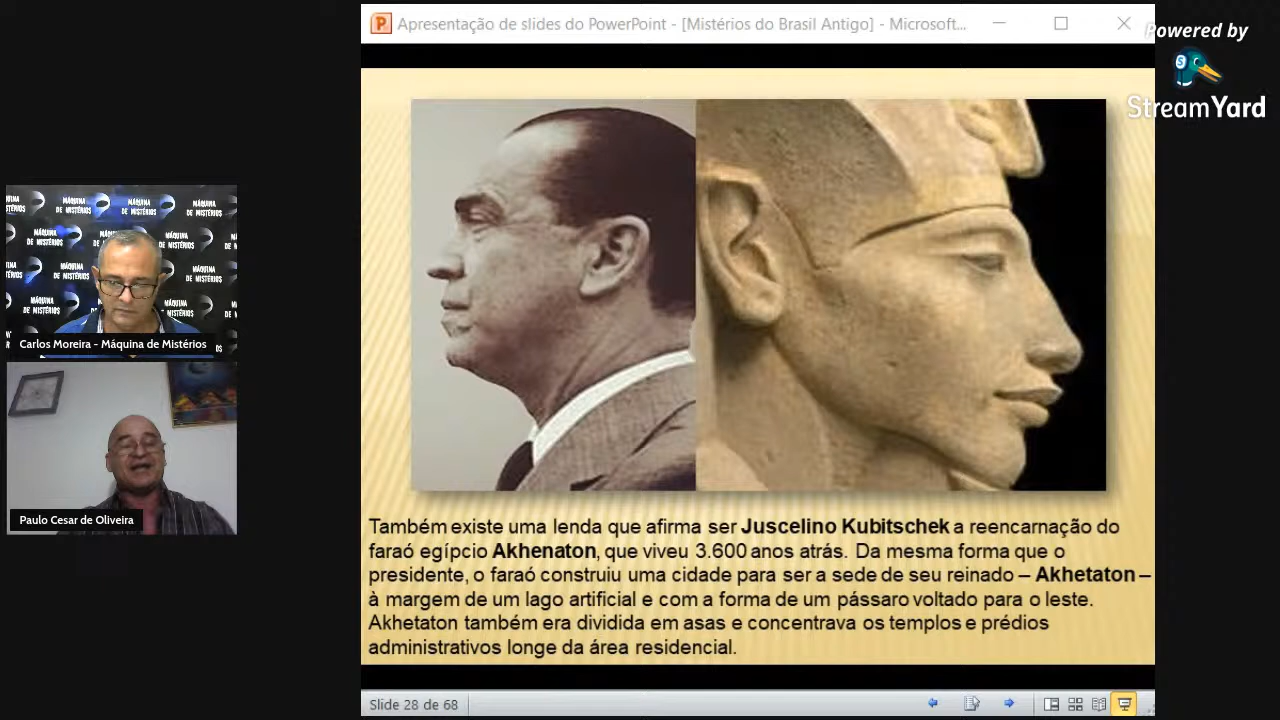 Apresentação de slides do PowerPoint - [Mistérios do Brasil Antigo] - Microsoft...
Powered by
StreamYard
MÁQUINA DE MISTÉRIOS
Carlos Moreira - Máquina de Mistérios
Paulo Cesar de Oliveira
Também existe uma lenda que afirma ser Juscelino Kubitschek a reencarnação do
faraó egípcio Akhenaton, que viveu 3.600 anos atrás. Da mesma forma que o
presidente, o faraó construiu uma cidade para ser a sede de seu reinado – Akhetaton –
à margem de um lago artificial e com a forma de um pássaro voltado para o leste.
Akhetaton também era dividida em asas e concentrava os templos e prédios
administrativos longe da área residencial.
Slide 28 de 68